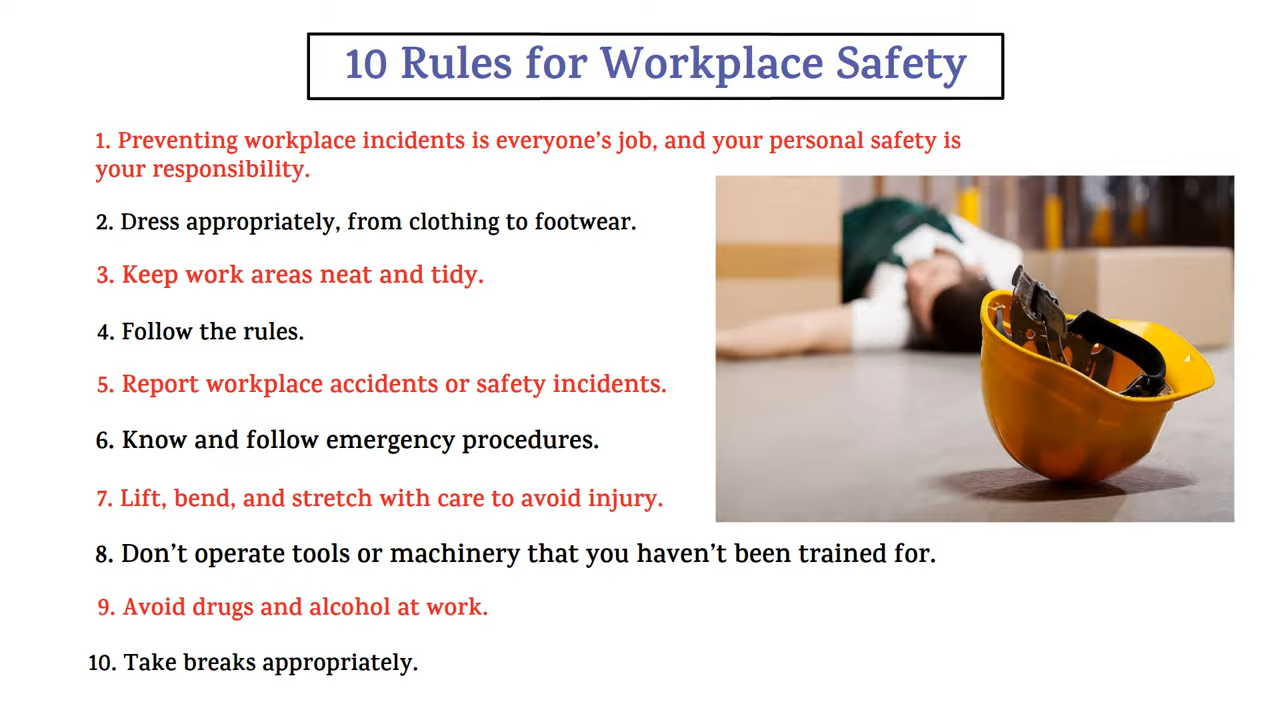 10 Rules for Workplace Safety
1. Preventing workplace incidents is everyone’s job, and your personal safety is
your responsibility.
2. Dress appropriately, from clothing to footwear.
3. Keep work areas neat and tidy.
4. Follow the rules.
5. Report workplace accidents or safety incidents.
6. Know and follow emergency procedures.
7. Lift, bend, and stretch with care to avoid injury.
8. Don’t operate tools or machinery that you haven’t been trained for.
9. Avoid drugs and alcohol at work.
10. Take breaks appropriately.